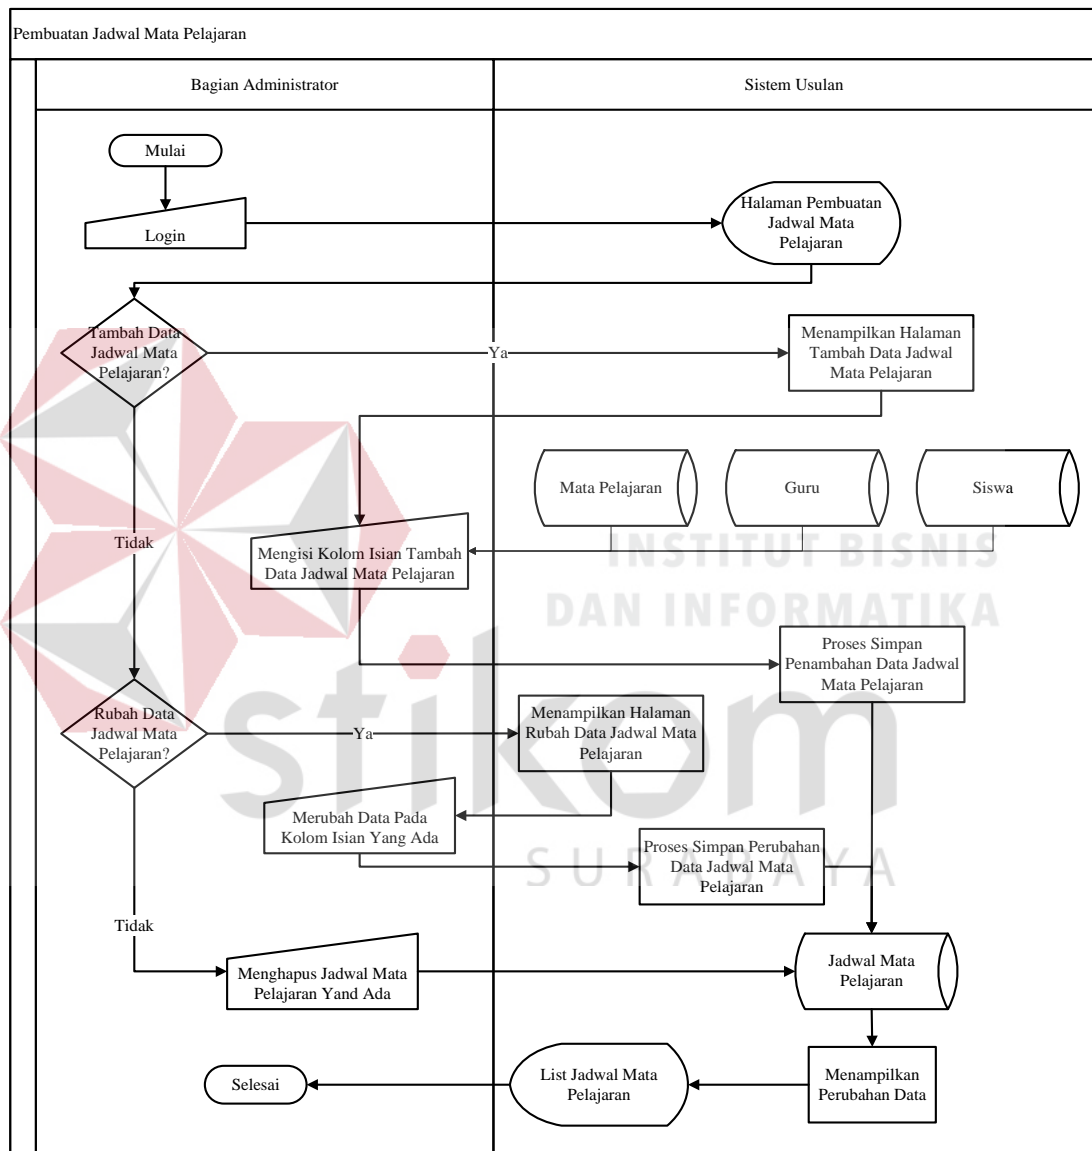 Pembuatan Jadwal Mata Pelajaran
Bagian Administrator
Sistem Usulan
Mulai
Login
Halaman Pembuatan
Jadwal Mata
Pelajaran
Tambah Data
Jadwal Mata
Pelajaran?
Ya
Menampilkan Halaman
Tambah Data Jadwal
Mata Pelajaran
Mata Pelajaran
Guru
Siswa
Tidak
Mengisi Kolom Isian Tambah
Data Jadwal Mata Pelajaran
INSTITUT BISNIS
DAN INFORMATIKA
stikom
SURABAYA
Proses Simpan
Penambahan Data Jadwal
Mata Pelajaran
Rubah Data
Jadwal Mata
Pelajaran?
Ya
Menampilkan Halaman
Rubah Data Jadwal Mata
Pelajaran
Merubah Data Pada
Kolom Isian Yang Ada
Proses Simpan Perubahan
Data Jadwal Mata
Pelajaran
Tidak
Menghapus Jadwal Mata
Pelajaran Yand Ada
Jadwal Mata
Pelajaran
Selesai
List Jadwal Mata
Pelajaran
Menampilkan
Perubahan Data